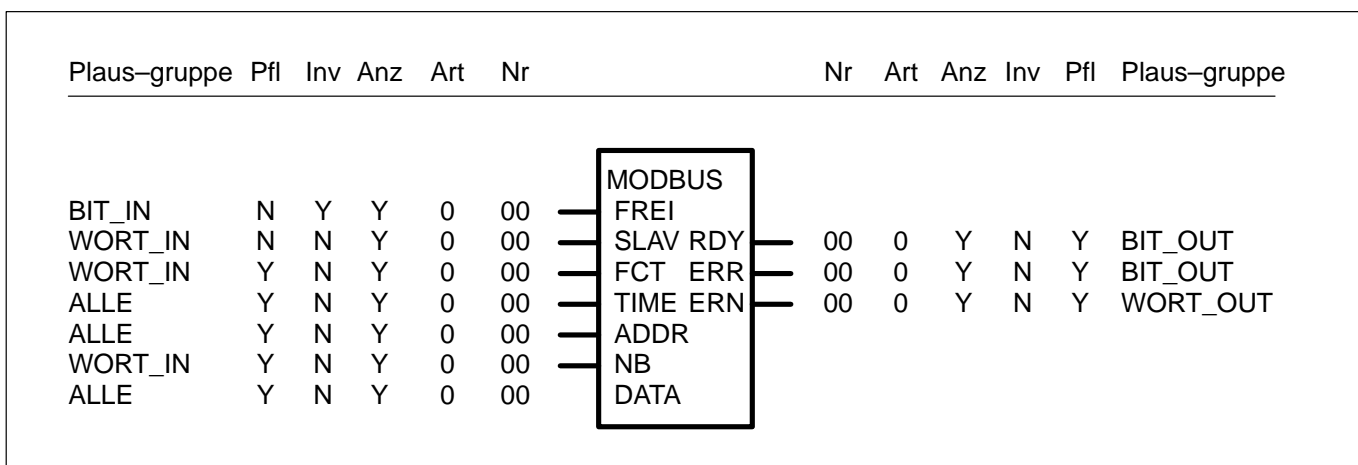 Plaus–gruppe Pfl Inv Anz Art Nr Nr Art Anz Inv Pfl Plaus–gruppe
MODBUS
BIT_IN N Y Y 0 00 FREI
WORT_IN N N Y 0 00 SLAV RDY 00 0 Y N Y BIT_OUT
WORT_IN Y N Y 0 00 FCT ERR 00 0 Y N Y BIT_OUT
ALLE Y N Y 0 00 TIME ERN 00 0 Y N Y WORT_OUT
ALLE Y N Y 0 00 ADDR
WORT_IN Y N Y 0 00 NB
ALLE Y N Y 0 00 DATA